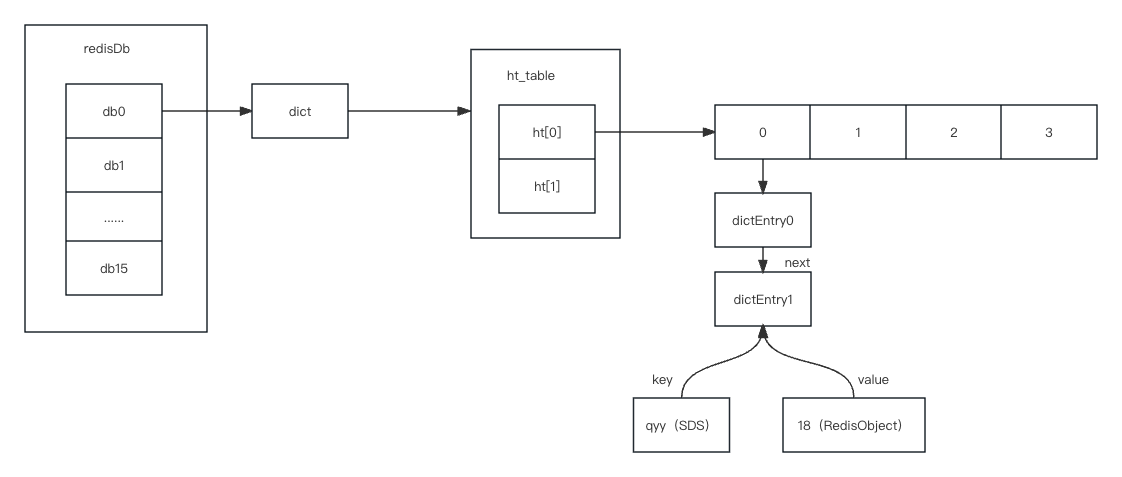 redisDb
db0
db1
......
db15
dict
ht_table
ht[0]
ht[1]
0
1
2
3
dictEntry0
next
dictEntry1
key
value
qyy（SDS）
18（RedisObject）